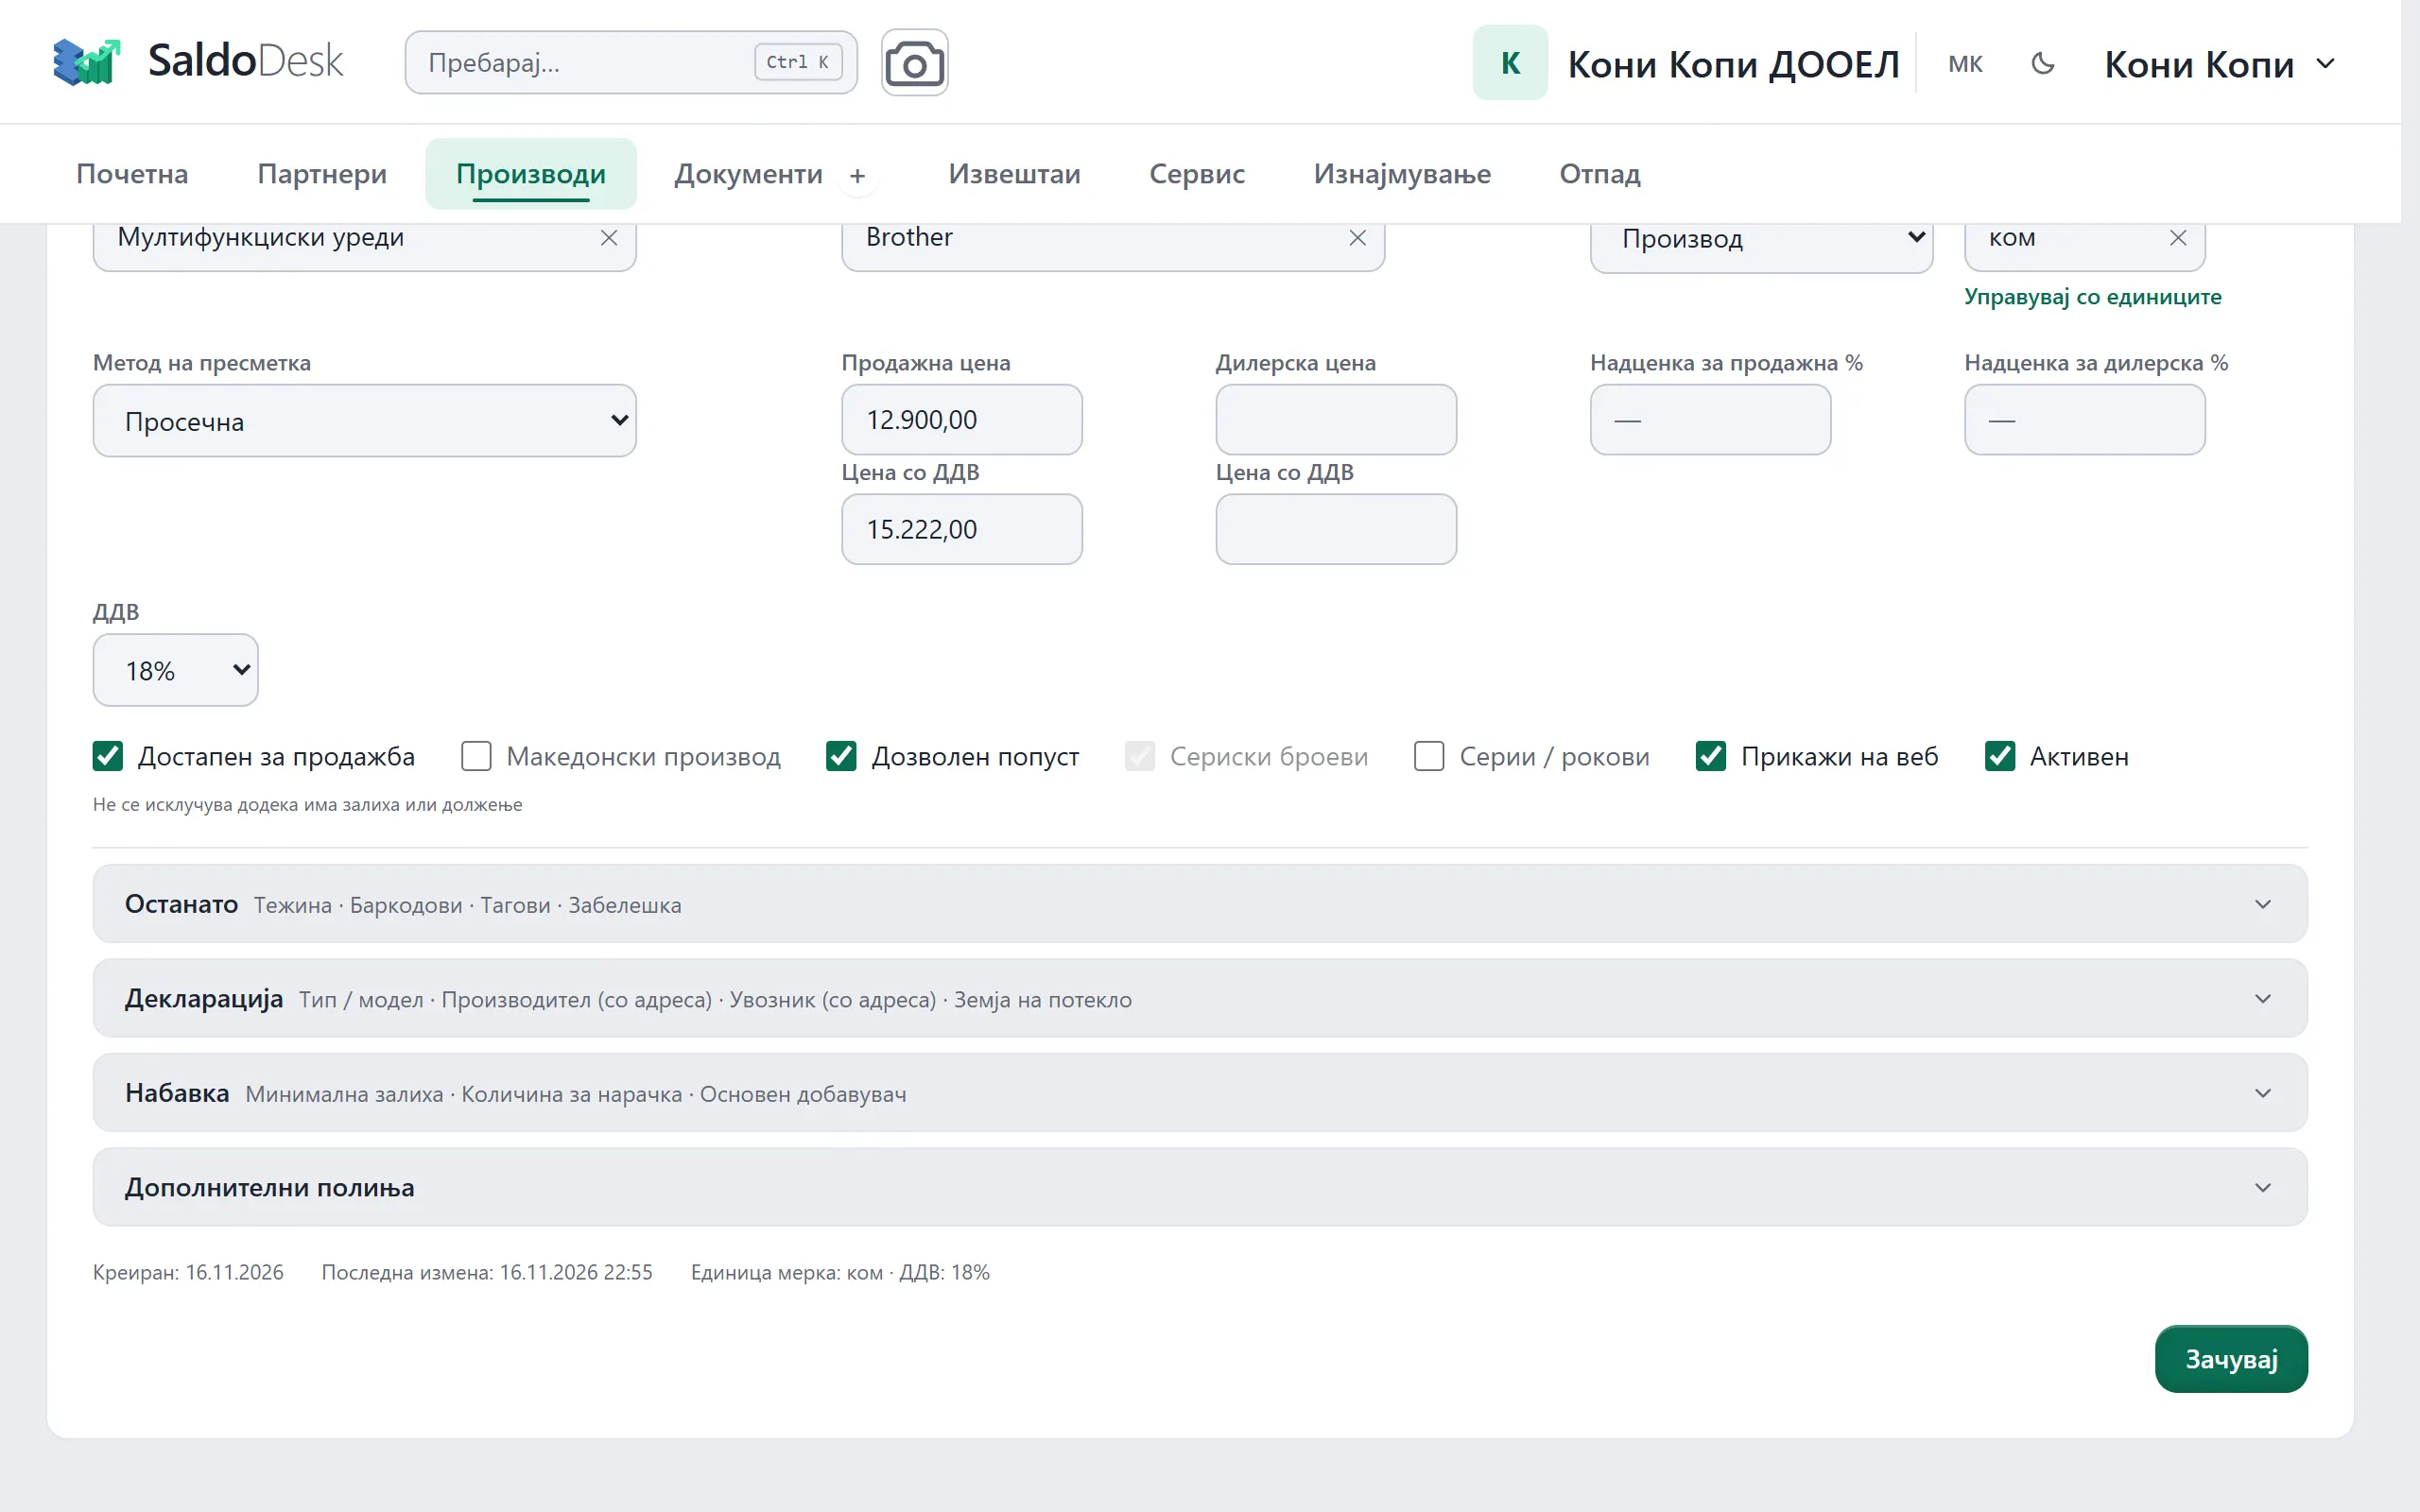 SaldoDesk Пребарај... Ctrl K К Кони Копи ДООЕЛ МК Кони Копи
Почетна Партнери Производи Документи + Извештаи Сервис Изнајмување Отпад
Мултифункциски уреди Brother Производ ком
Управувај со единиците
Метод на пресметка Продажна цена Дилерска цена Надценка за продажна % Надценка за дилерска %
Просечна 12.900,00 — —
Цена со ДДВ Цена со ДДВ
15.222,00
ДДВ
18%
Достапен за продажба Македонски производ Дозволен попуст Сериски броеви Серии / рокови Прикажи на веб Активен
Не се исклучува додека има залиха или должење
Останато Тежина · Баркодови · Тагови · Забелешка
Декларација Тип / модел · Производител (со адреса) · Увозник (со адреса) · Земја на потекло
Набавка Минимална залиха · Количина за нарачка · Основен добавувач
Дополнителни полиња
Креиран: 16.11.2026 Последна измена: 16.11.2026 22:55 Единица мерка: ком · ДДВ: 18%
Зачувај